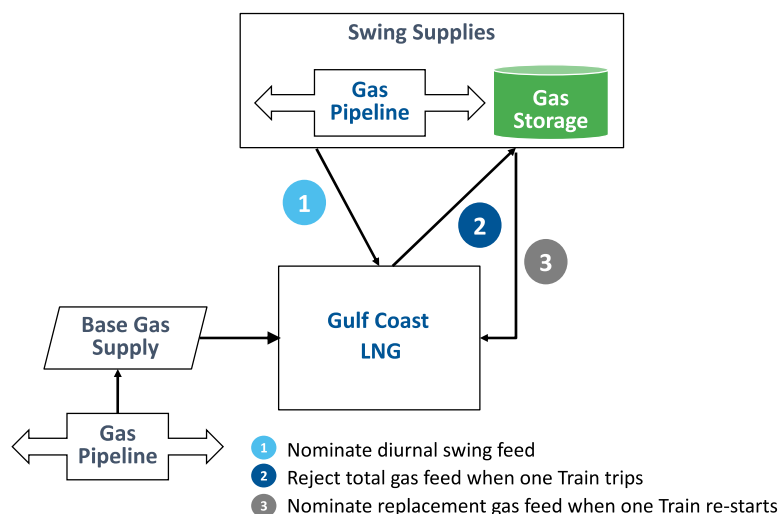 Swing Supplies
Gas
Pipeline
Gas
Storage
1
2
3
Gulf Coast
LNG
Base Gas
Supply
Gas
Pipeline
1 Nominate diurnal swing feed
2 Reject total gas feed when one Train trips
3 Nominate replacement gas feed when one Train re-starts